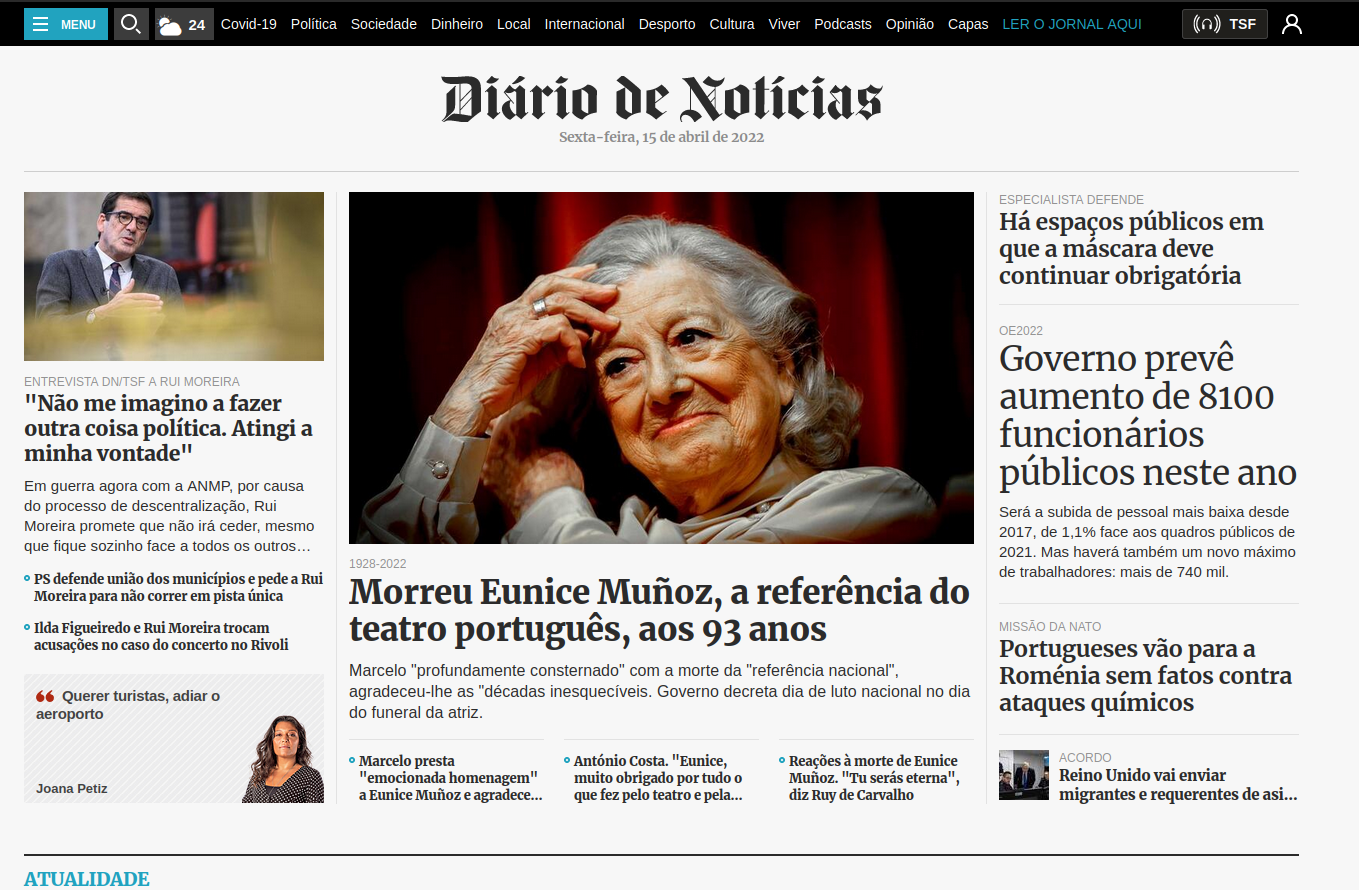 MENU
24
Covid-19 Política Sociedade Dinheiro Local Internacional Desporto Cultura Viver Podcasts Opinião Capas LER O JORNAL AQUI
TSF
Diário de Notícias
Sexta-feira, 15 de abril de 2022
ENTREVISTA DN/TSF A RUI MOREIRA
"Não me imagino a fazer
outra coisa política. Atingi a
minha vontade"
Em guerra agora com a ANMP, por causa
do processo de descentralização, Rui
Moreira promete que não irá ceder, mesmo
que fique sozinho face a todos os outros…
PS defende união dos municípios e pede a Rui
Moreira para não correr em pista única
Ilda Figueiredo e Rui Moreira trocam
acusações no caso do concerto no Rivoli
Querer turistas, adiar o
aeroporto
Joana Petiz
1928-2022
Morreu Eunice Muñoz, a referência do
teatro português, aos 93 anos
Marcelo "profundamente consternado" com a morte da "referência nacional",
agradeceu-lhe as "décadas inesquecíveis. Governo decreta dia de luto nacional no dia
do funeral da atriz.
Marcelo presta
"emocionada homenagem"
a Eunice Muñoz e agradece…
António Costa. "Eunice,
muito obrigado por tudo o
que fez pelo teatro e pela…
Reações à morte de Eunice
Muñoz. "Tu serás eterna",
diz Ruy de Carvalho
ESPECIALISTA DEFENDE
Há espaços públicos em
que a máscara deve
continuar obrigatória
OE2022
Governo prevê
aumento de 8100
funcionários
públicos neste ano
Será a subida de pessoal mais baixa desde
2017, de 1,1% face aos quadros públicos de
2021. Mas haverá também um novo máximo
de trabalhadores: mais de 740 mil.
MISSÃO DA NATO
Portugueses vão para a
Roménia sem fatos contra
ataques químicos
ACORDO
Reino Unido vai enviar
migrantes e requerentes de asi…
ATUALIDADE